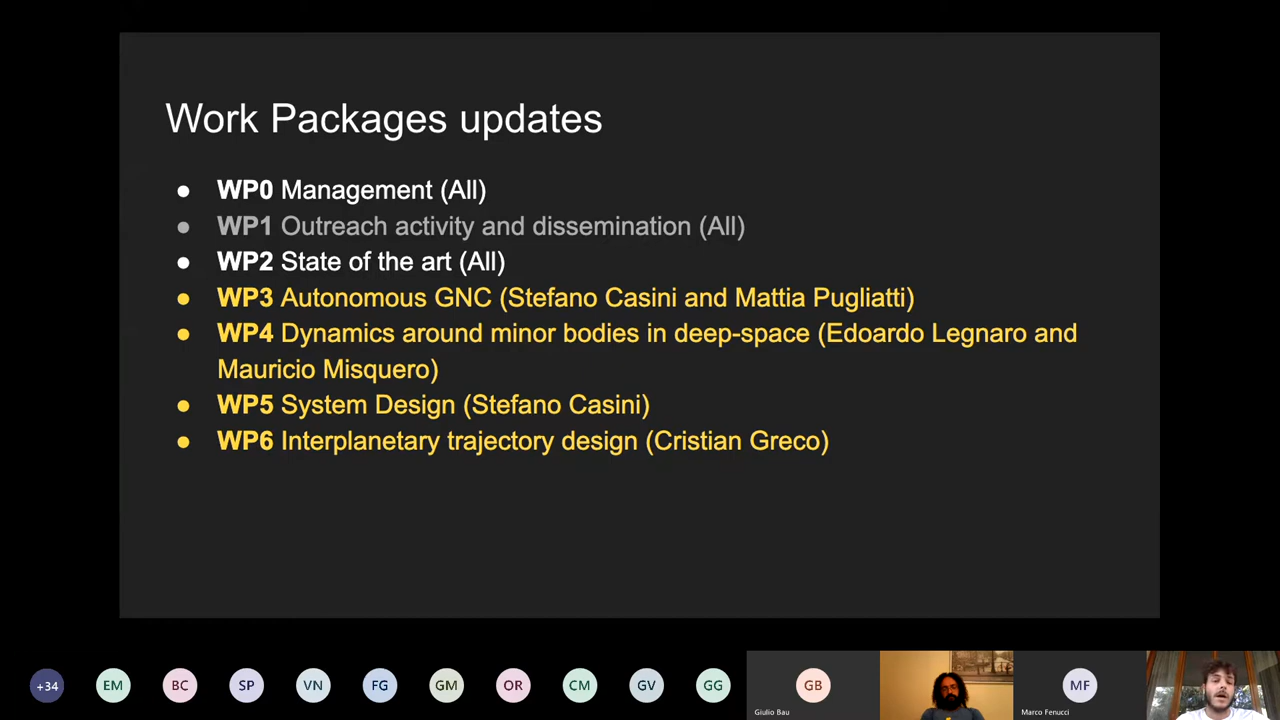 Work Packages updates
● WP0 Management (All)
● WP1 Outreach activity and dissemination (All)
● WP2 State of the art (All)
● WP3 Autonomous GNC (Stefano Casini and Mattia Pugliatti)
● WP4 Dynamics around minor bodies in deep-space (Edoardo Legnaro and
Mauricio Misquero)
● WP5 System Design (Stefano Casini)
● WP6 Interplanetary trajectory design (Cristian Greco)
+34 EM BC SP VN FG GM OR CM GV GG GB MF
Giulio Bau Marco Fenucci